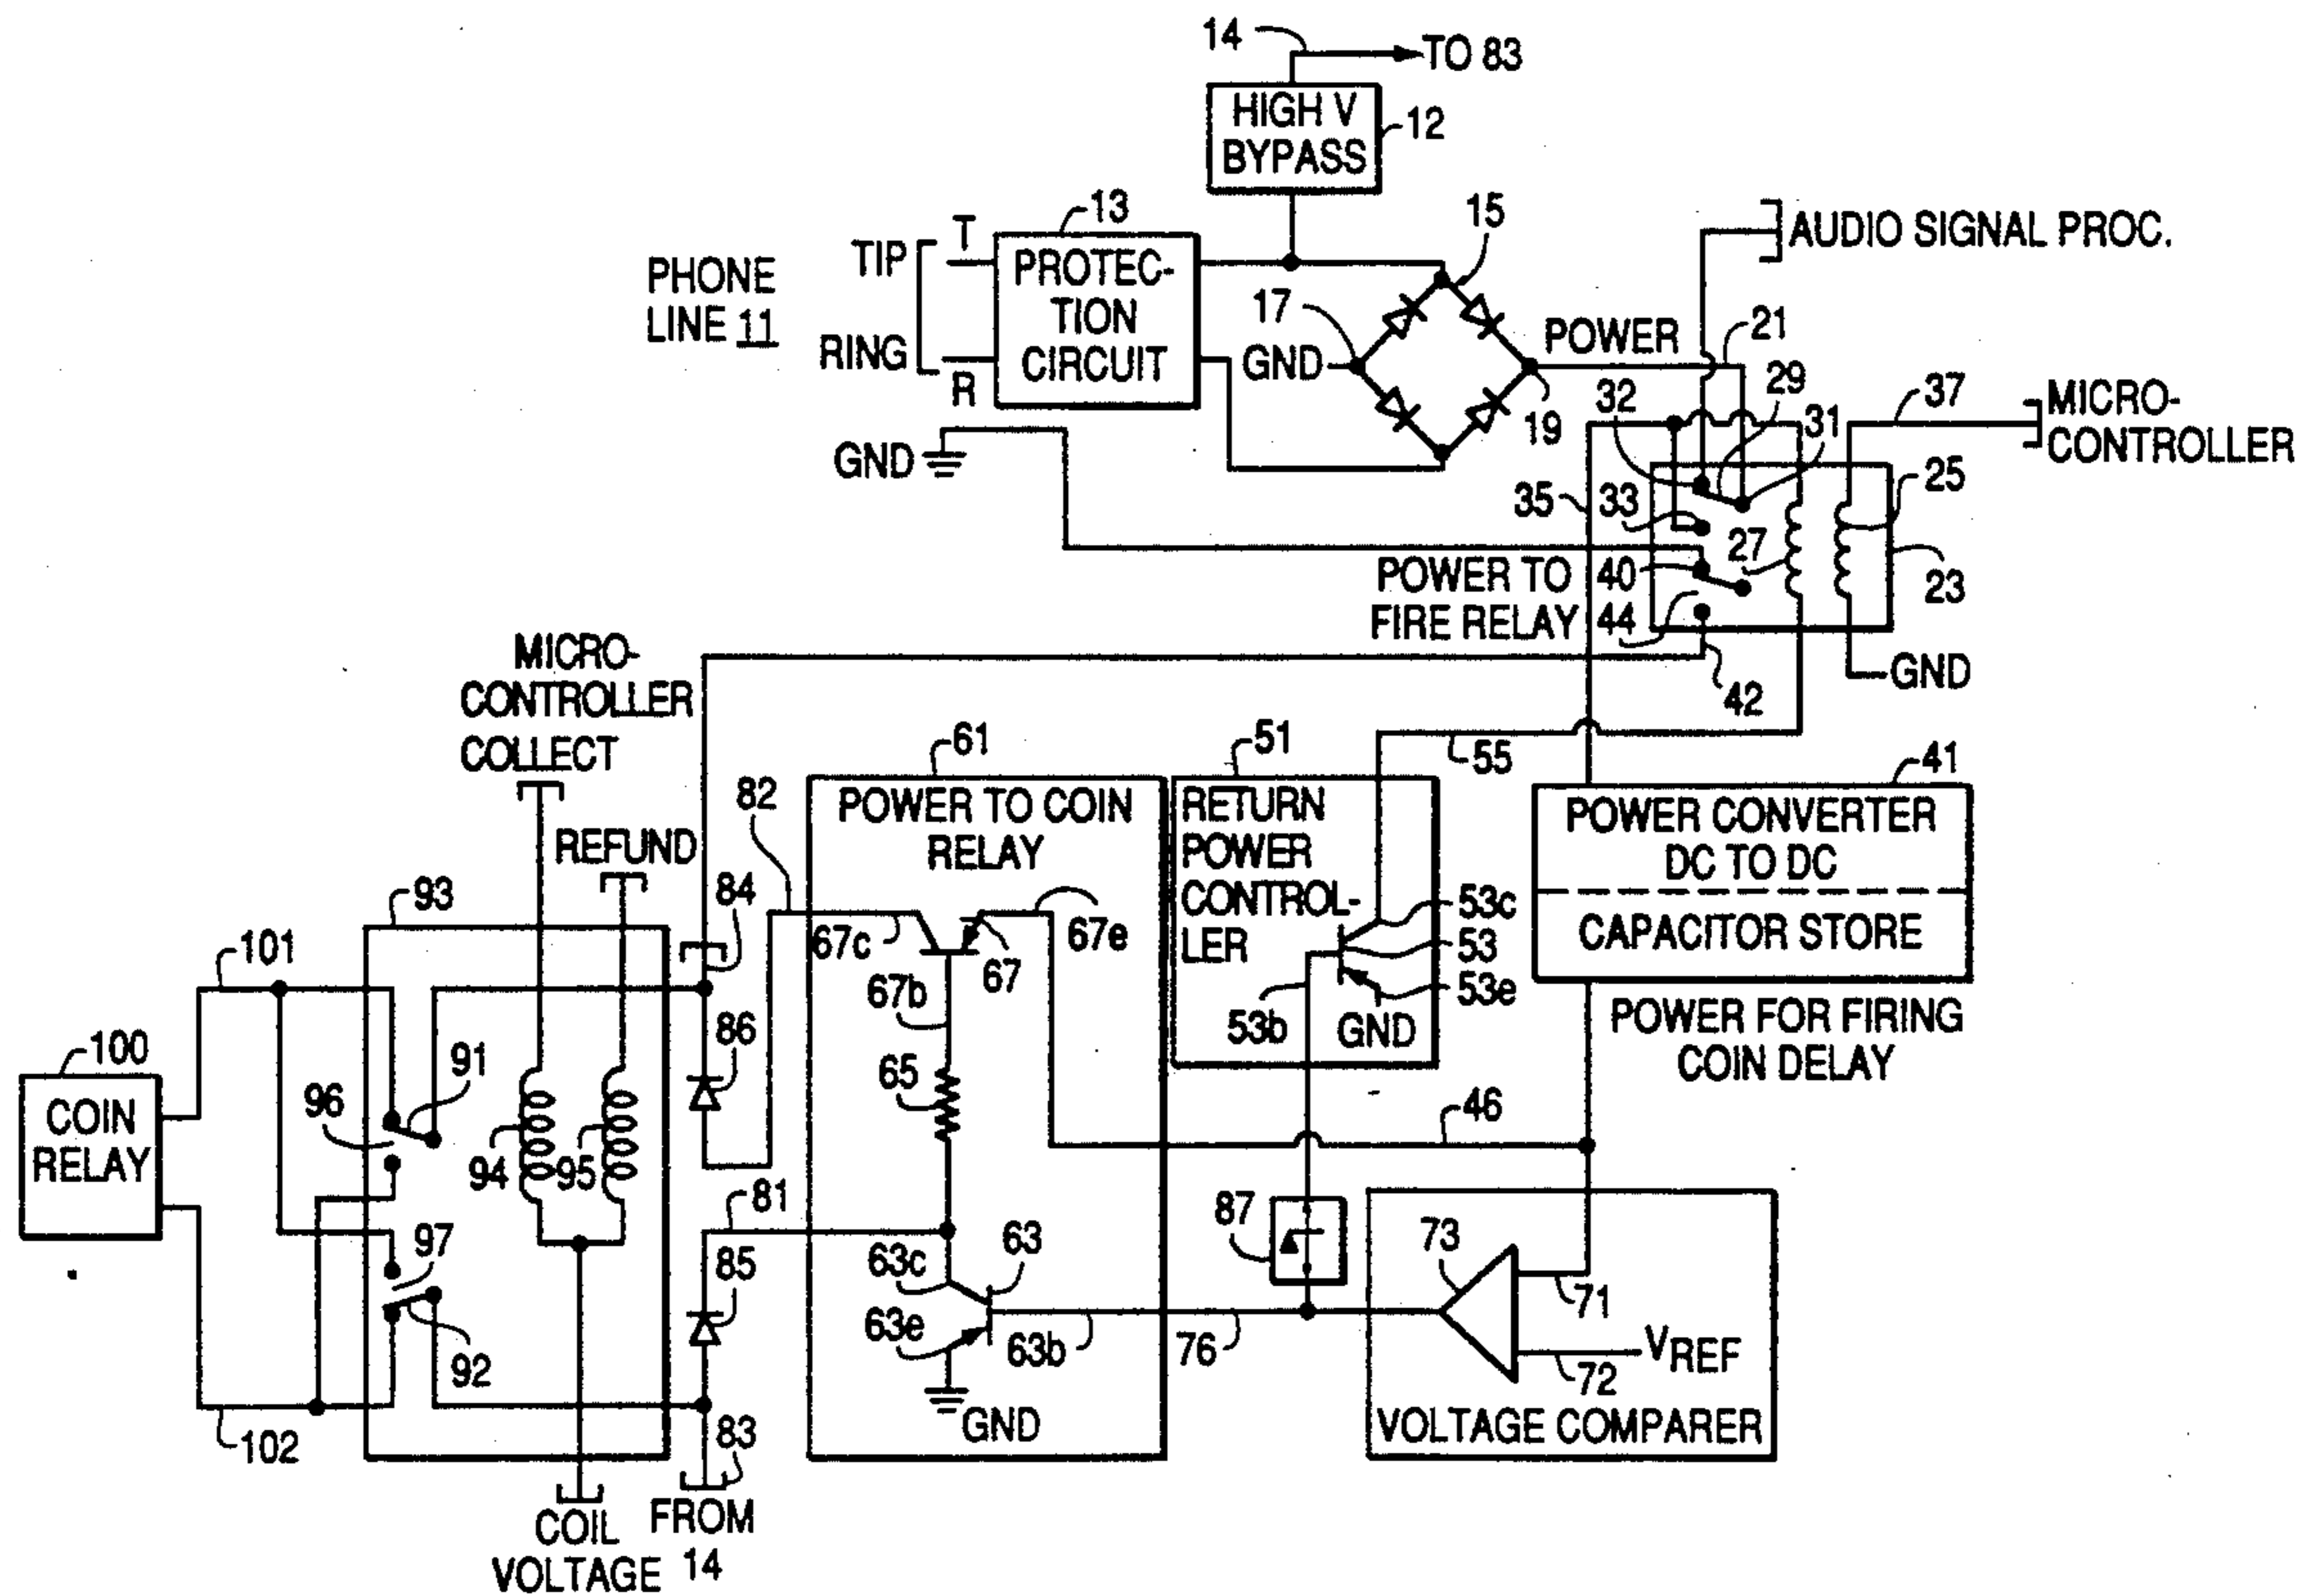 14
TO 83
HIGH V
BYPASS
12
15
13
T
TIP
PHONE
LINE 11
RING
R
PROTEC-
TION
CIRCUIT
17
GND
AUDIO SIGNAL PROC.
POWER
21
19
32
29
31
37
MICRO-
CONTROLLER
GND
35
33
25
27
23
POWER TO
FIRE RELAY
40
44
42
GND
MICRO-
CONTROLLER
COLLECT
REFUND
82
84
61
POWER TO COIN
RELAY
51
RETURN
POWER
CONTROL-
LER
55
41
POWER CONVERTER
DC TO DC
CAPACITOR STORE
POWER FOR FIRING
COIN DELAY
93
101
67c
67e
67
67b
53c
53
53e
53b
GND
100
COIN
RELAY
96
91
94
95
86
65
46
81
87
97
92
85
63c
63
63e
63b
76
73
71
72
VREF
VOLTAGE COMPARER
GND
102
83
COIL
VOLTAGE
FROM
14